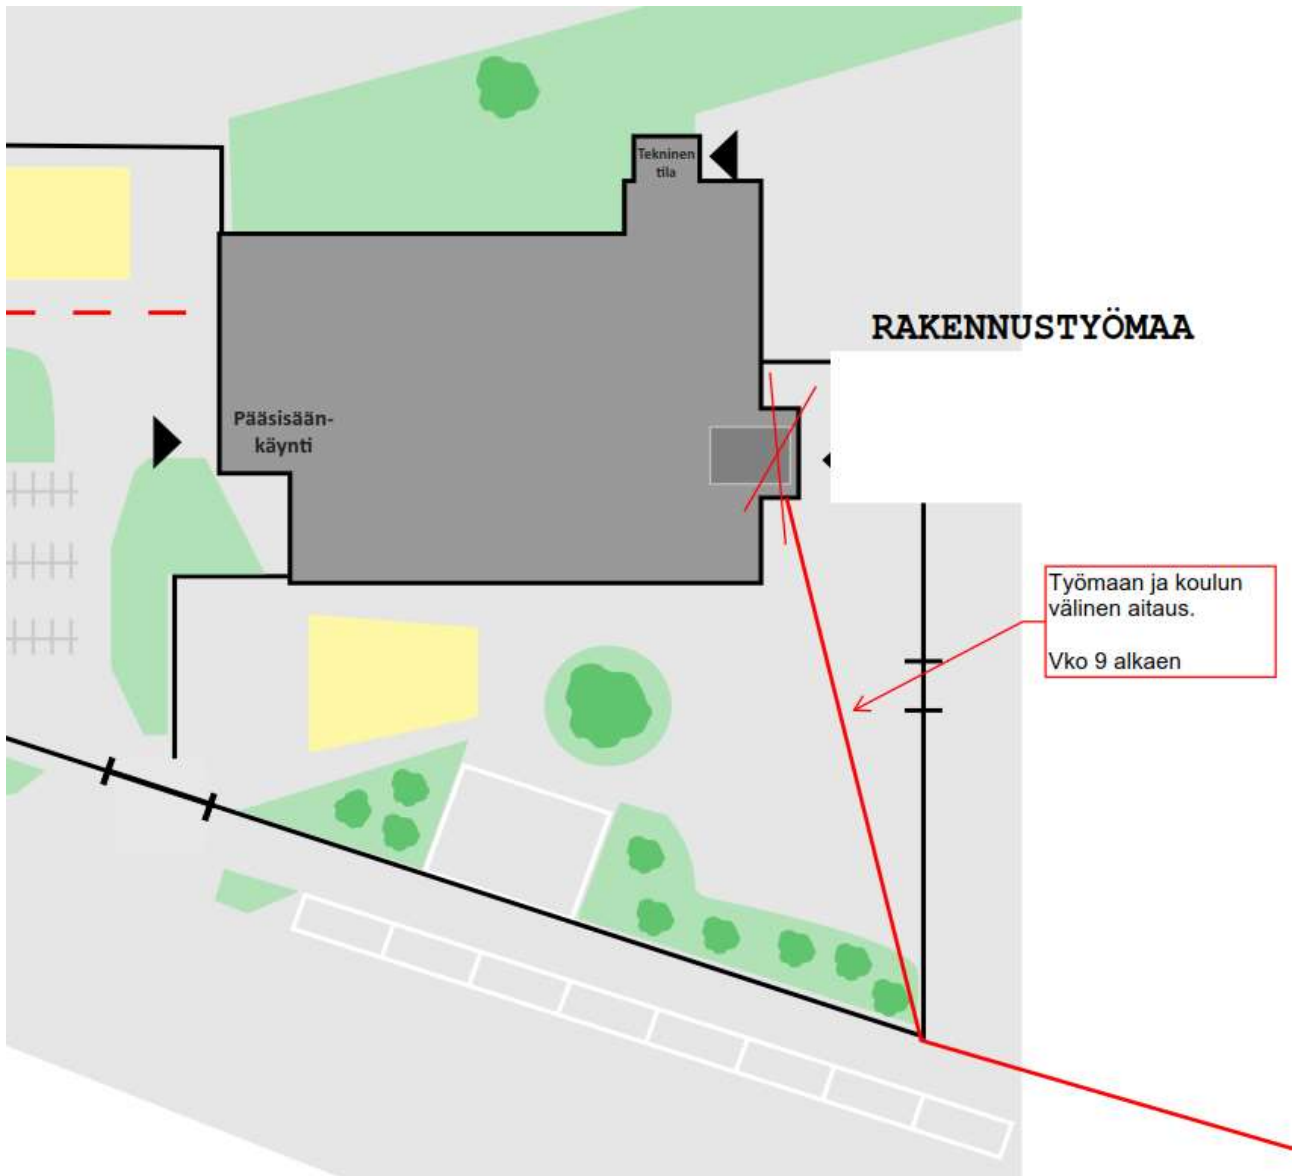 Tekninen
tila
RAKENNUSTYÖMAA
Pääsisään-
käynti
Työmaan ja koulun
välinen aitaus.
Vko 9 alkaen